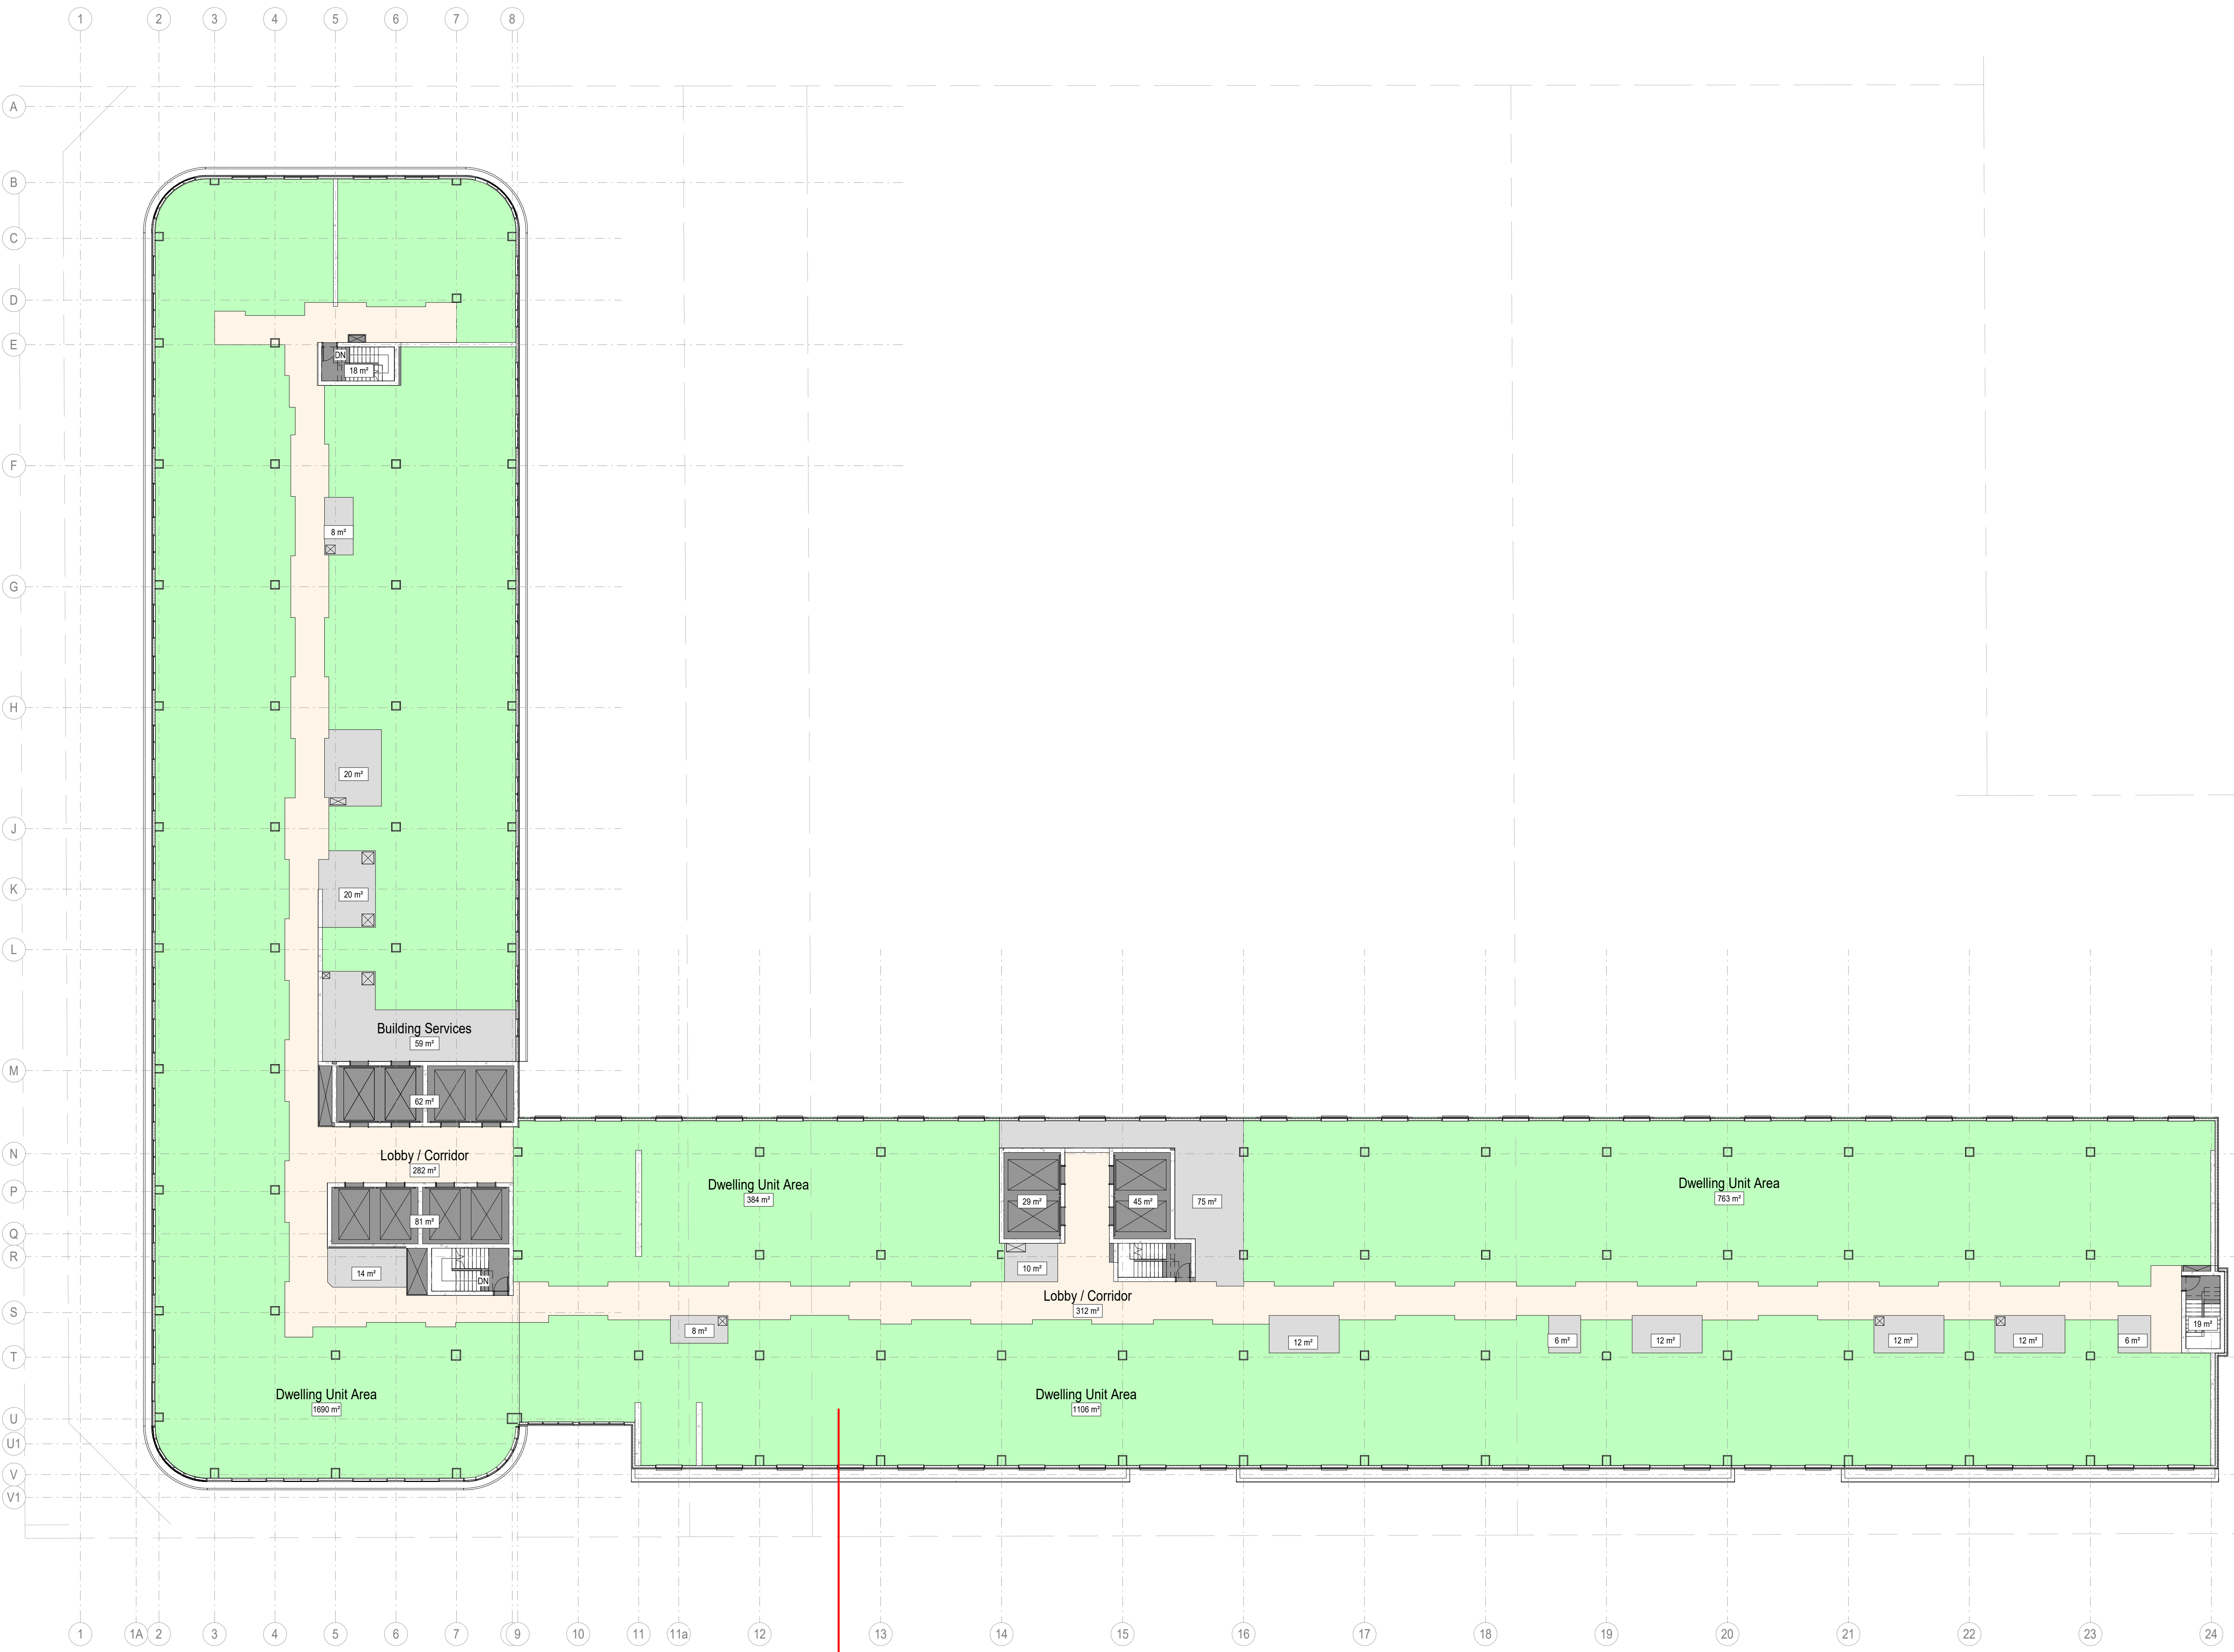 1 2 3 4 5 6 7 8
A
B
C
D
E
DN
18 m²
F
8 m²
G
H
20 m²
J
K
20 m²
L
Building Services
59 m²
M
62 m²
N
Lobby / Corridor
282 m²
Dwelling Unit Area
384 m²
29 m²
45 m²
75 m²
Dwelling Unit Area
763 m²
P
81 m²
Q
R
14 m²
DN
10 m²
Lobby / Corridor
312 m²
S
8 m²
12 m²
6 m²
12 m²
12 m²
12 m²
6 m²
19 m²
T
Dwelling Unit Area
1690 m²
Dwelling Unit Area
1106 m²
U
U1
V
V1
1 1A 2 3 4 5 6 7 9 10 11 11a 12 13 14 15 16 17 18 19 20 21 22 23 24